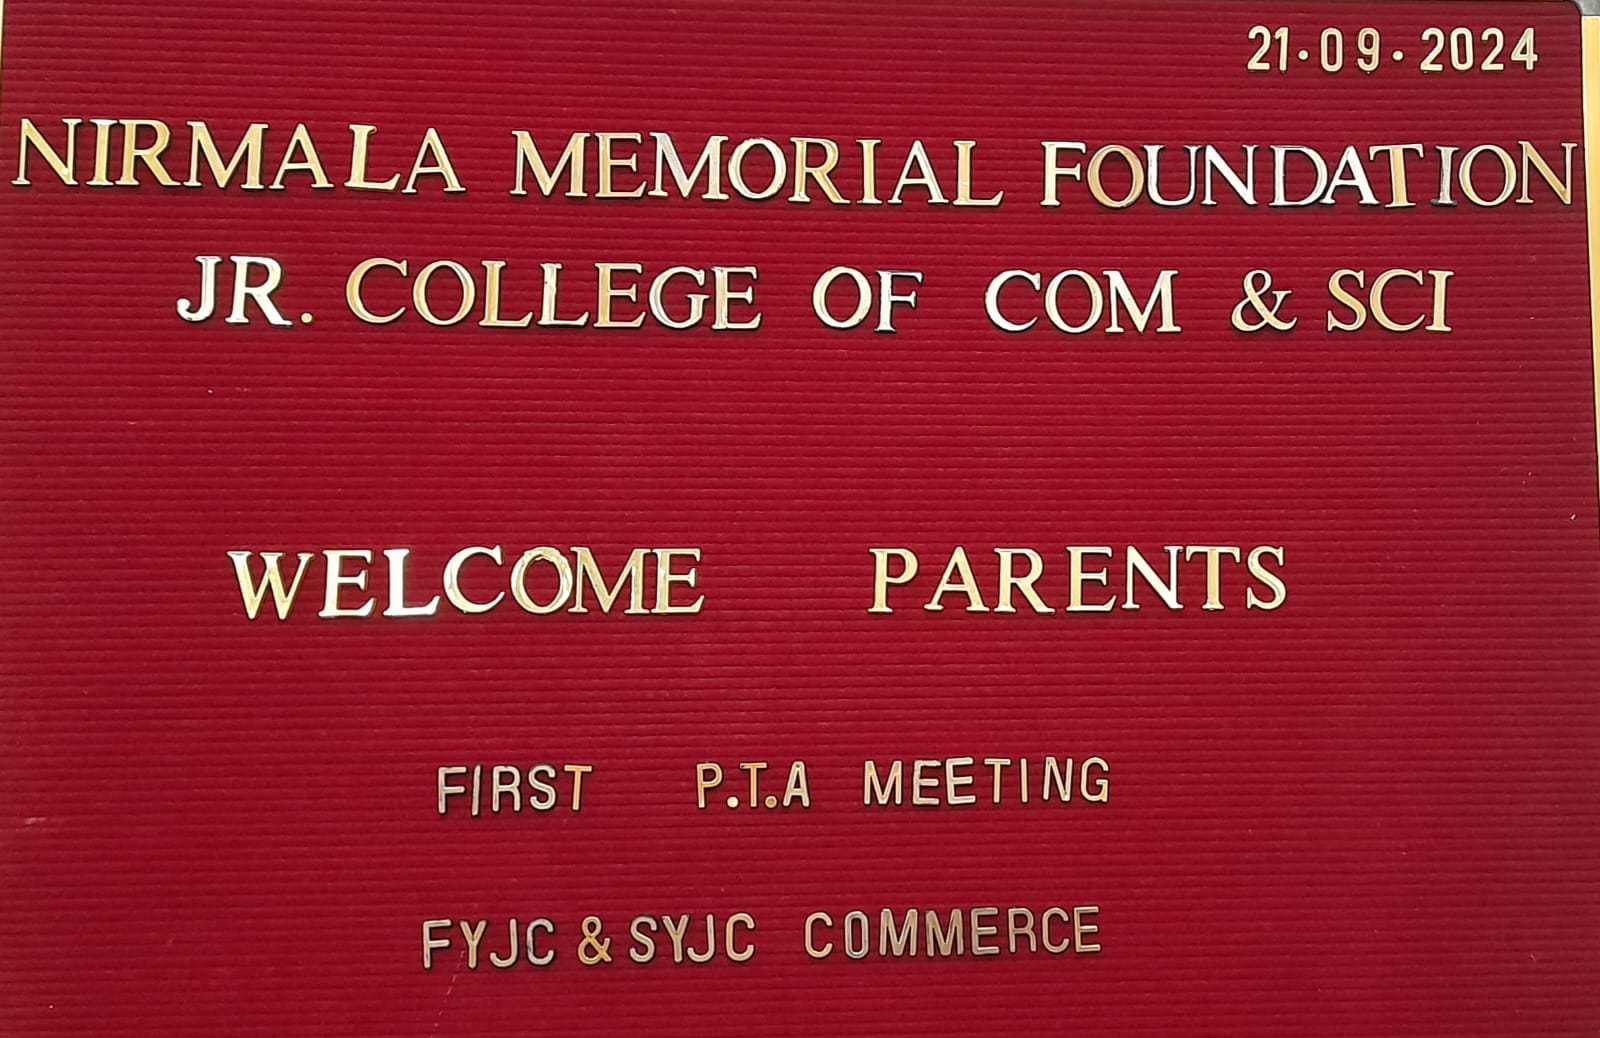 21·09·2024
NIRMALA MEMORIAL FOUNDATION
JR. COLLEGE OF COM & SCI
WELCOME PARENTS
FIRST P.T.A MEETING
FYJC & SYJC COMMERCE